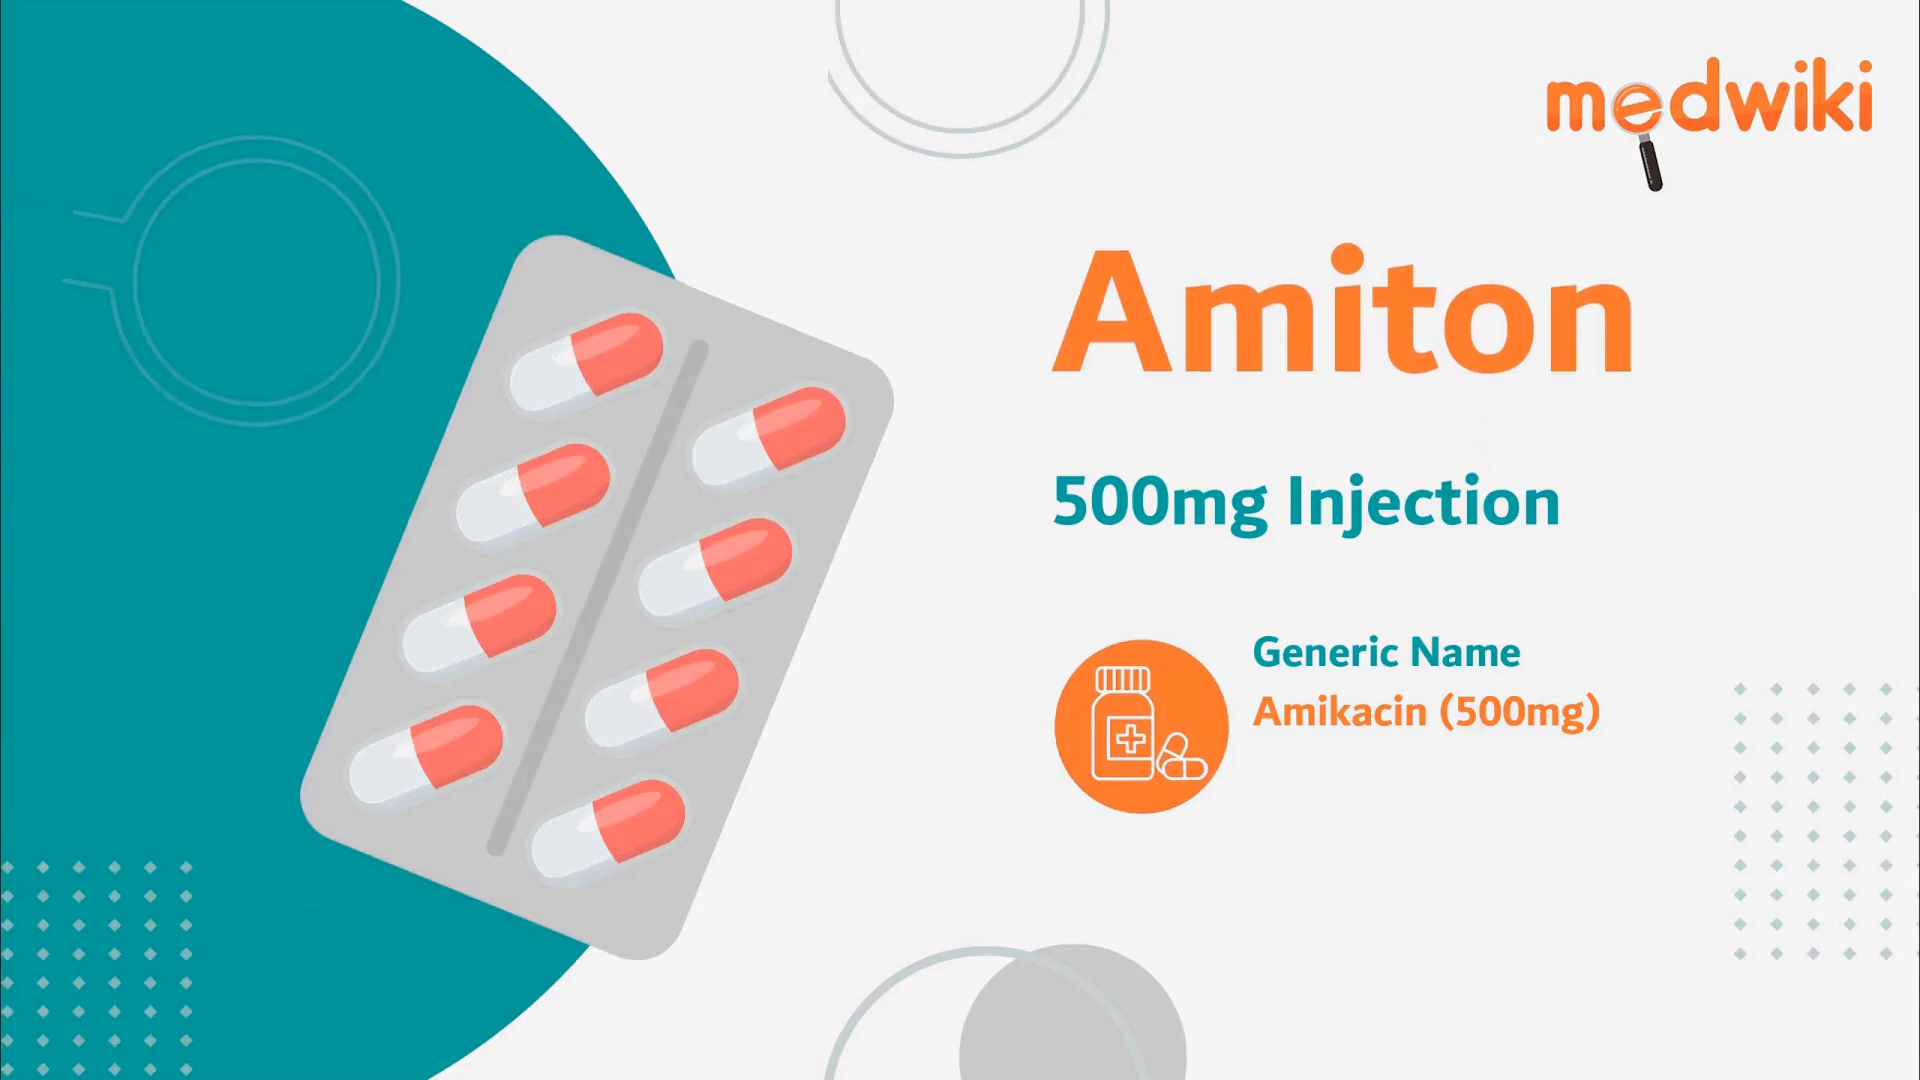 medwiki
Amiton
500mg Injection
Generic Name
Amikacin (500mg)